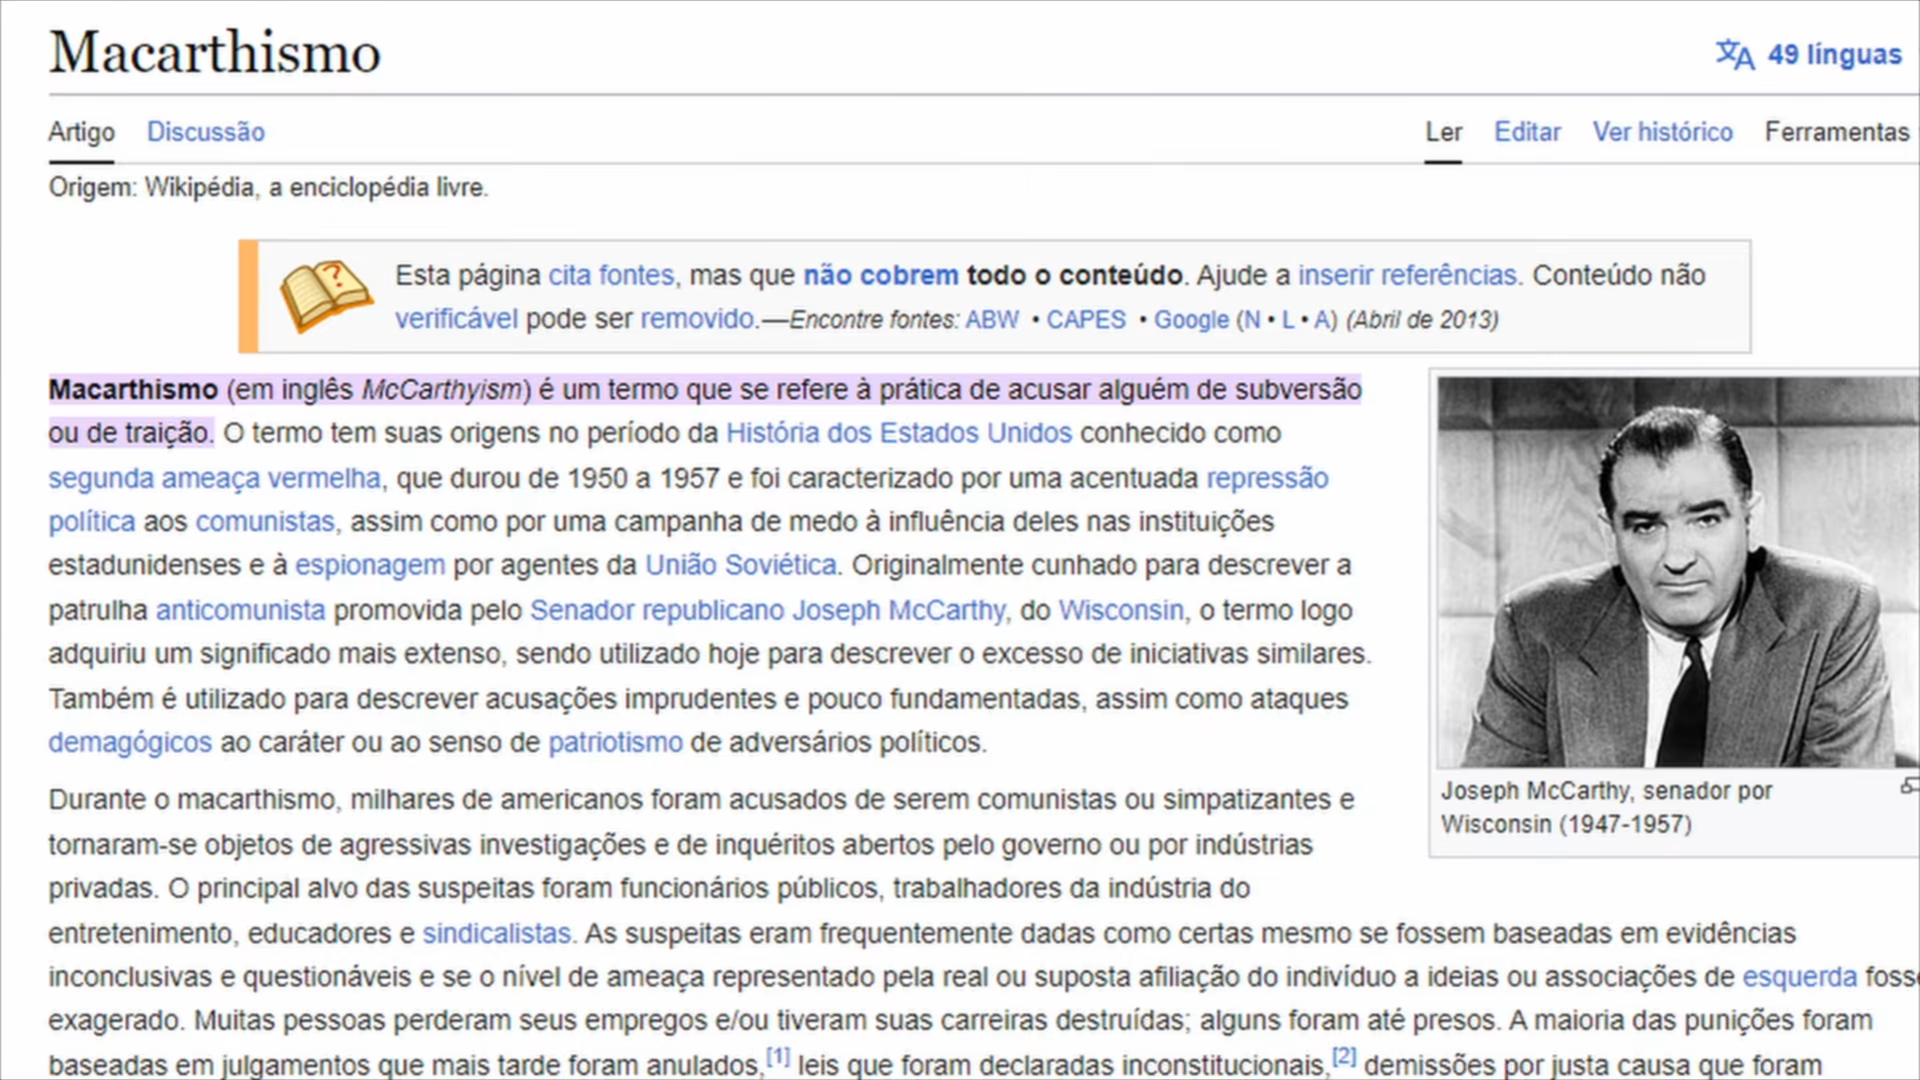 Macarthismo
49 línguas
Artigo Discussão
Ler Editar Ver histórico Ferramentas
Origem: Wikipédia, a enciclopédia livre.
Esta página cita fontes, mas que não cobrem todo o conteúdo. Ajude a inserir referências. Conteúdo não
verificável pode ser removido.—Encontre fontes: ABW • CAPES • Google (N • L • A) (Abril de 2013)
Macarthismo (em inglês McCarthyism) é um termo que se refere à prática de acusar alguém de subversão
ou de traição. O termo tem suas origens no período da História dos Estados Unidos conhecido como
segunda ameaça vermelha, que durou de 1950 a 1957 e foi caracterizado por uma acentuada repressão
política aos comunistas, assim como por uma campanha de medo à influência deles nas instituições
estadunidenses e à espionagem por agentes da União Soviética. Originalmente cunhado para descrever a
patrulha anticomunista promovida pelo Senador republicano Joseph McCarthy, do Wisconsin, o termo logo
adquiriu um significado mais extenso, sendo utilizado hoje para descrever o excesso de iniciativas similares.
Também é utilizado para descrever acusações imprudentes e pouco fundamentadas, assim como ataques
demagógicos ao caráter ou ao senso de patriotismo de adversários políticos.
Joseph McCarthy, senador por
Wisconsin (1947-1957)
Durante o macarthismo, milhares de americanos foram acusados de serem comunistas ou simpatizantes e
tornaram-se objetos de agressivas investigações e de inquéritos abertos pelo governo ou por indústrias
privadas. O principal alvo das suspeitas foram funcionários públicos, trabalhadores da indústria do
entretenimento, educadores e sindicalistas. As suspeitas eram frequentemente dadas como certas mesmo se fossem baseadas em evidências
inconclusivas e questionáveis e se o nível de ameaça representado pela real ou suposta afiliação do indivíduo a ideias ou associações de esquerda foss
exagerado. Muitas pessoas perderam seus empregos e/ou tiveram suas carreiras destruídas; alguns foram até presos. A maioria das punições foram
baseadas em julgamentos que mais tarde foram anulados,[1] leis que foram declaradas inconstitucionais,[2] demissões por justa causa que foram